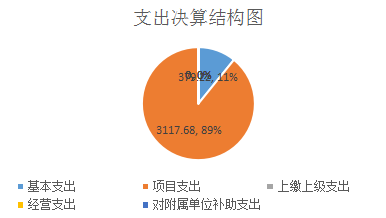 支出决算结构图
0, 0%
11%
3117.68, 89%
基本支出 项目支出 上缴上级支出
经营支出 对附属单位补助支出